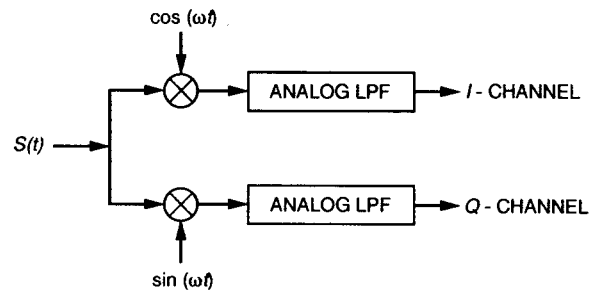 cos (ωt)
ANALOG LPF
I - CHANNEL
S(t)
ANALOG LPF
Q - CHANNEL
sin (ωt)